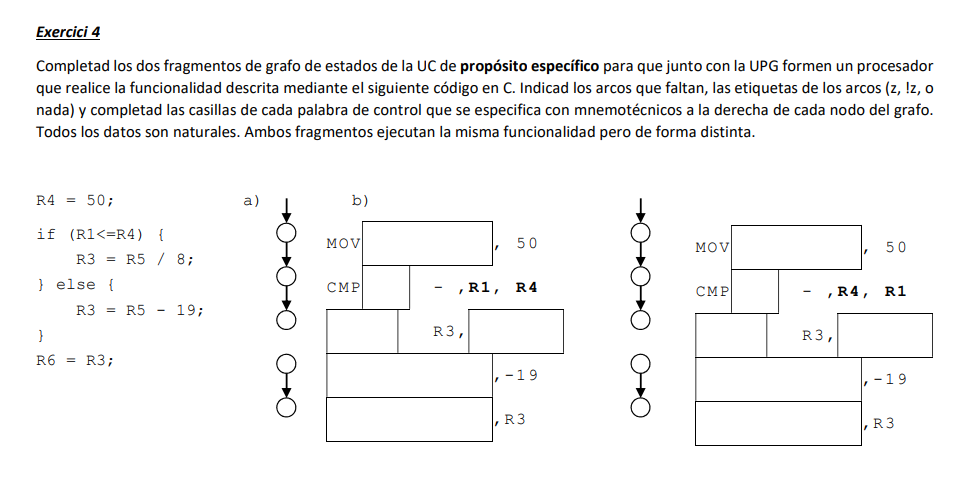 Exercici 4
Completad los dos fragmentos de grafo de estados de la UC de propósito específico para que junto con la UPG formen un procesador
que realice la funcionalidad descrita mediante el siguiente código en C. Indicad los arcos que faltan, las etiquetas de los arcos (z, !z, o
nada) y completad las casillas de cada palabra de control que se especifica con mnemotécnicos a la derecha de cada nodo del grafo.
Todos los datos son naturales. Ambos fragmentos ejecutan la misma funcionalidad pero de forma distinta.
R4 = 50;
if (R1<=R4) {
R3 = R5 / 8;
} else {
R3 = R5 - 19;
}
R6 = R3;
a)
b)
MOV , 50
CMP - ,R1, R4
R3,
,-19
,R3
MOV , 50
CMP - ,R4, R1
R3,
,-19
,R3